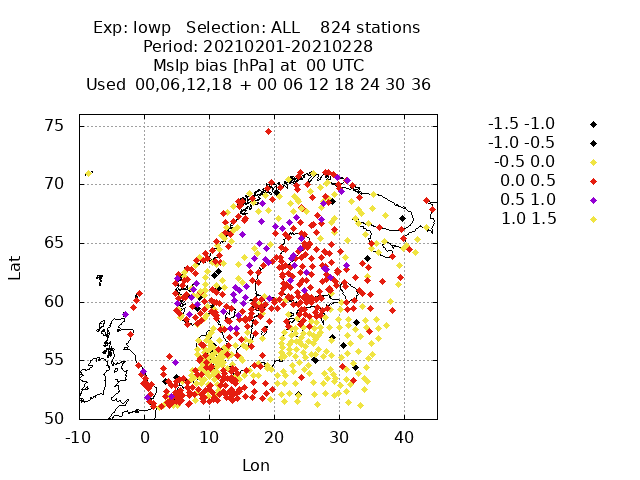 Exp: lowp   Selection: ALL    824 stations
Period: 20210201-20210228
Mslp bias [hPa] at  00 UTC
Used  00,06,12,18  + 00 06 12 18 24 30 36
-1.5 -1.0
-1.0 -0.5
-0.5 0.0
0.0 0.5
0.5 1.0
1.0 1.5
75
70
65
60
55
50
Lat
-10 0 10 20 30 40
Lon